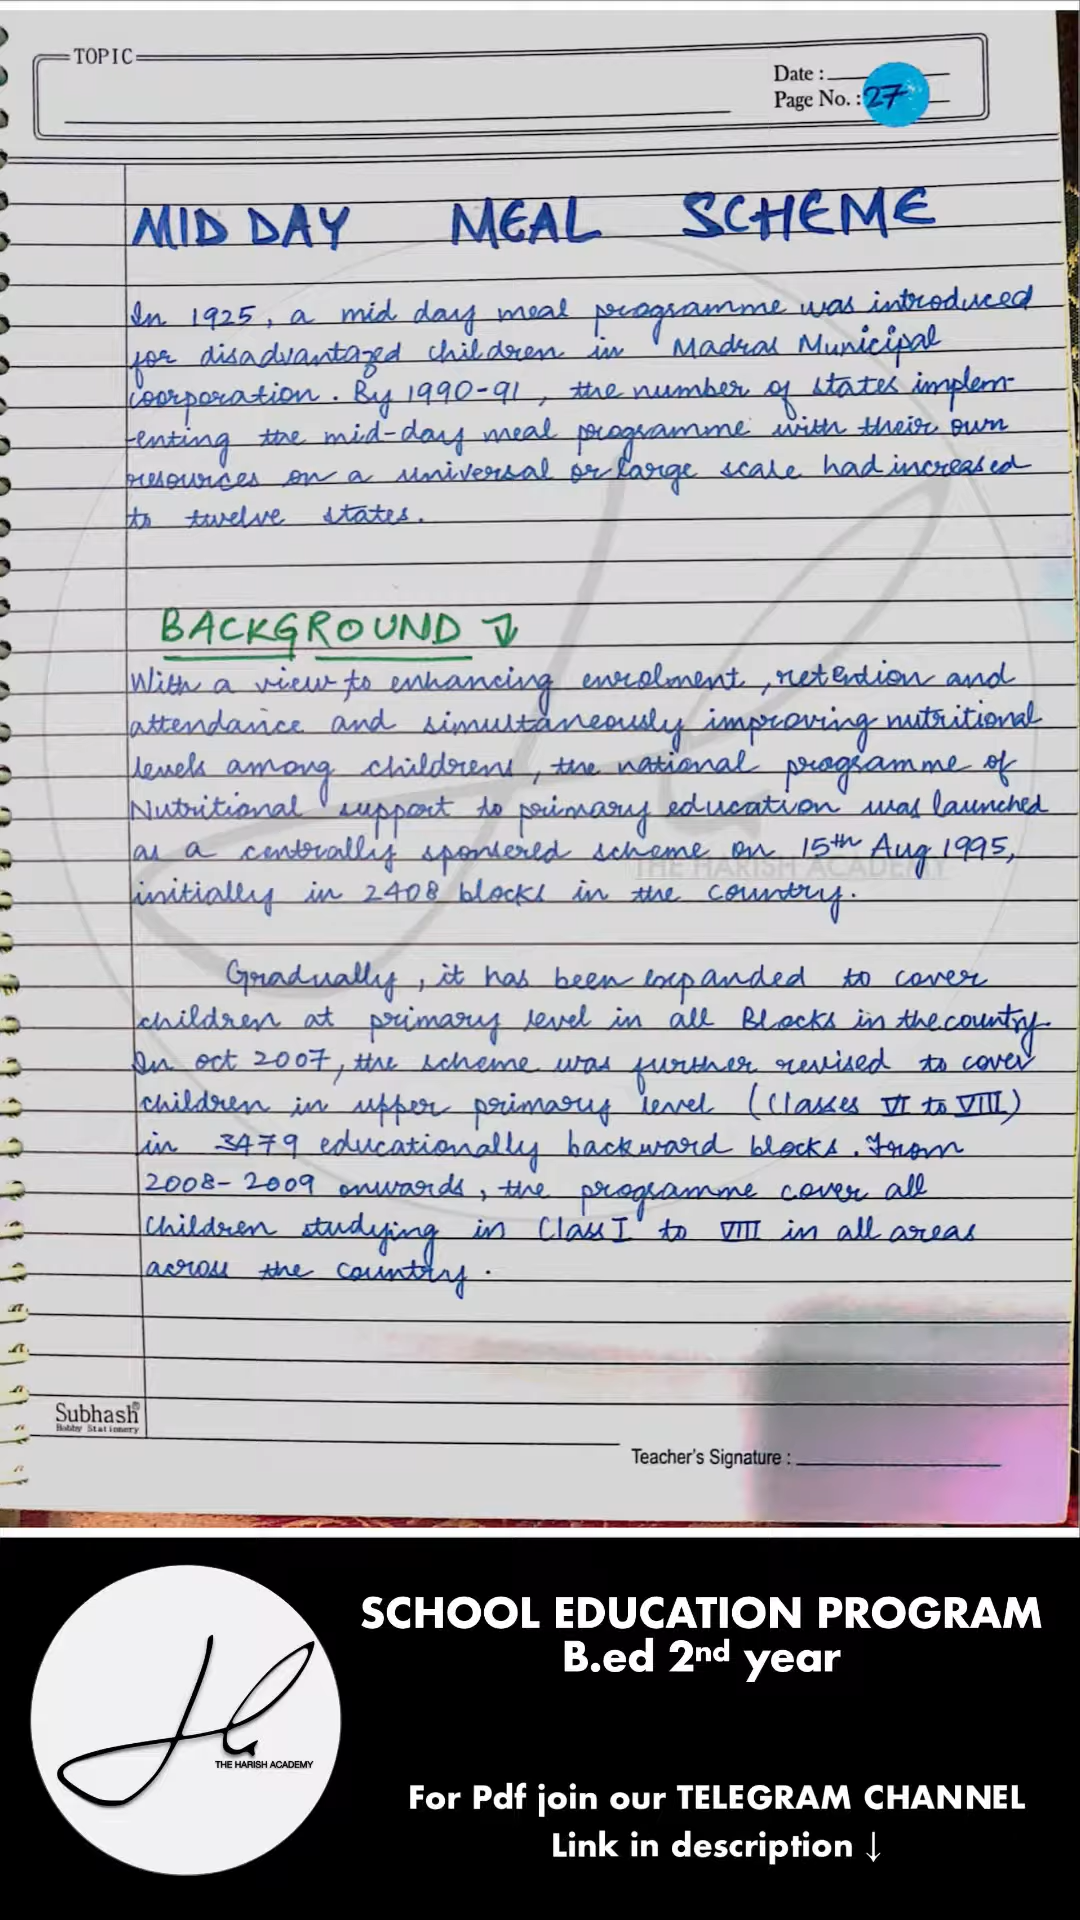 TOPIC
Date :
Page No. : 27
MID DAY MEAL SCHEME
In 1925, a mid day meal programme was introduced
for disadvantaged children in Madras Municipal
coorporation. By 1990-91, the number of states implem-
-enting the mid-day meal programme with their own
resources on a universal or large scale had increased
to twelve states.
BACKGROUND
With a view to enhancing enrolment, retention and
attendance and simultaneously improving nutritional
levels among childrens, the national programme of
Nutritional support to primary education was launched
as a centrally sponsered scheme on 15th Aug 1995,
THE HARISH ACADEMY
initially in 2408 blocks in the country.
Gradually, it has been expanded to cover
children at primary level in all Blocks in the country.
In oct 2007, the scheme was further revised to cover
children in upper primary level (Classes VI to VIII)
in 3479 educationally backward blocks. From
2008-2009 onwards, the programme cover all
Children studying in Class I to VIII in all areas
across the country.
Subhash®
Bobby Stationery
Teacher's Signature :
SCHOOL EDUCATION PROGRAM
B.ed 2nd year
THE HARISH ACADEMY
For Pdf join our TELEGRAM CHANNEL
Link in description ↓